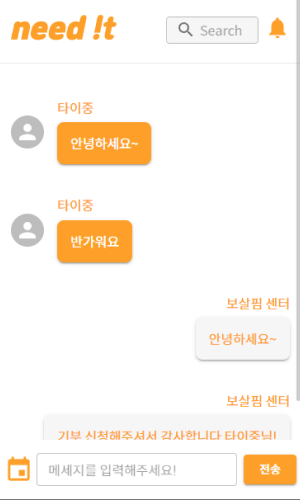 need !t
Search
타이중
안녕하세요~
타이중
반가워요
보살핌 센터
안녕하세요~
보살핌 센터
기부 신청해주셔서 감사합니다 타이중님!
메세지를 입력해주세요!
전송